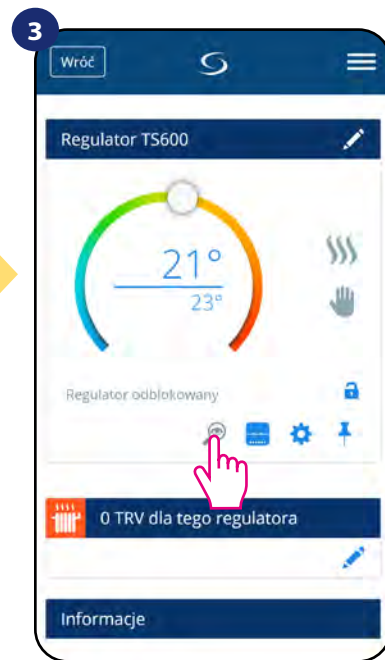 3
Wróć
Regulator TS600
21°
23°
Regulator odblokowany
0 TRV dla tego regulatora
Informacje